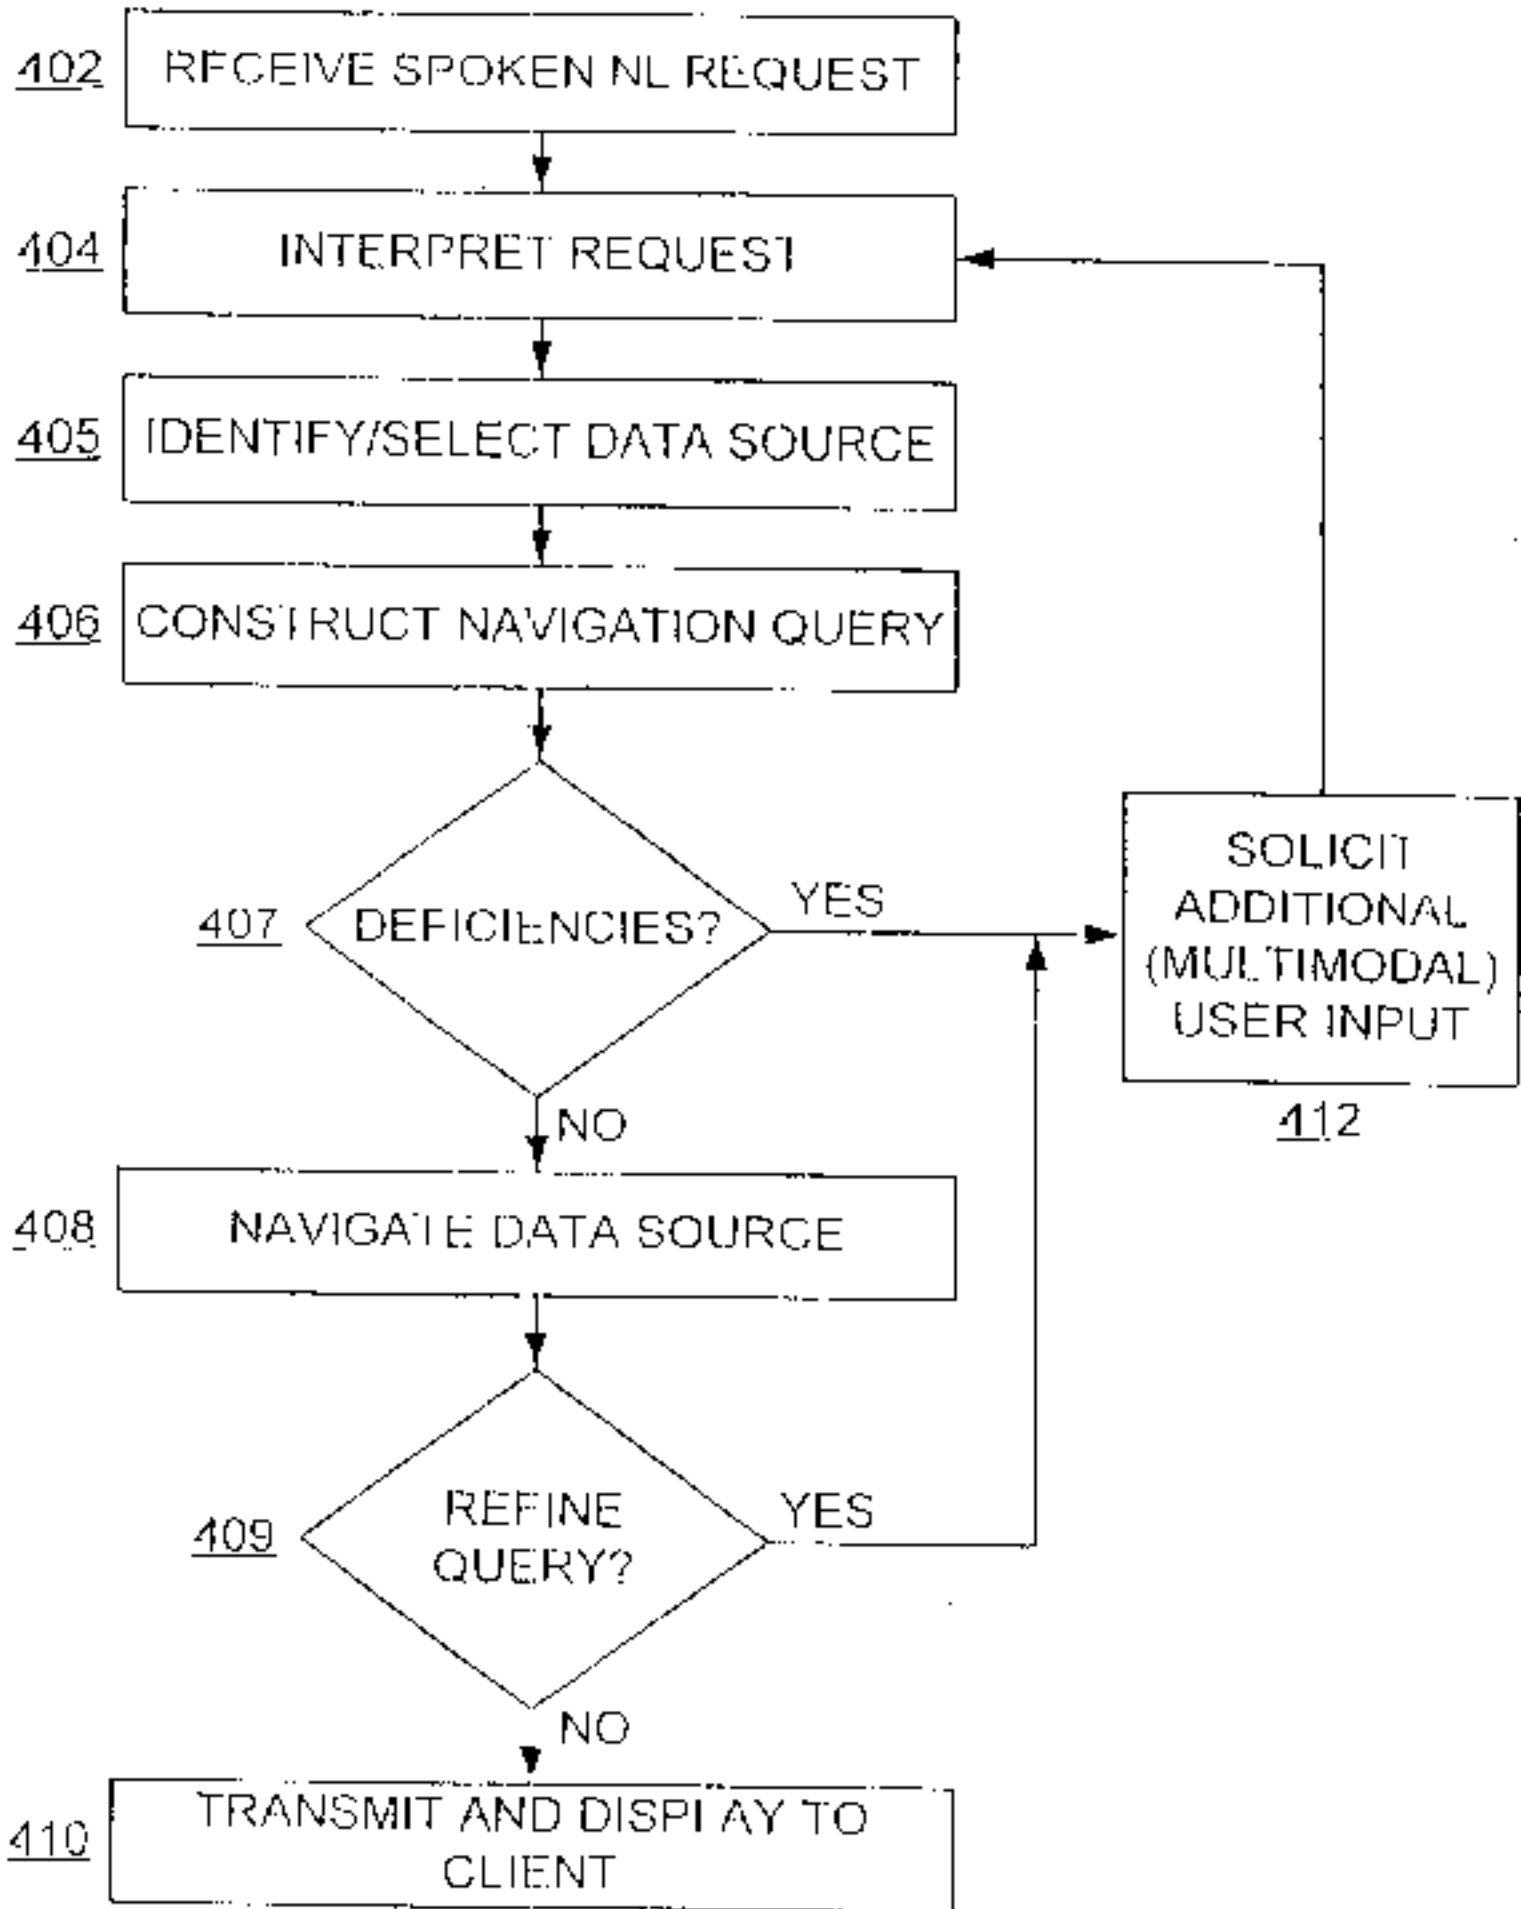 402 RECEIVE SPOKEN NL REQUEST
404 INTERPRET REQUEST
405 IDENTIFY/SELECT DATA SOURCE
406 CONSTRUCT NAVIGATION QUERY
407 DEFICIENCIES?
YES
SOLICIT
ADDITIONAL
(MULTIMODAL)
USER INPUT
412
NO
408 NAVIGATE DATA SOURCE
409 REFINE
QUERY?
YES
NO
410 TRANSMIT AND DISPLAY TO
CLIENT